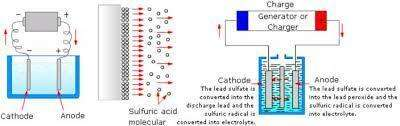 − +
− +
Cathode Anode
Sulfuric acid
molecular
Charge
Generator or
Charger
Cathode
The lead sulfate is
converted into the
discharge lead and the
sulfuric radical is
converted into electrolyte.
Anode
The lead sulfate is converted
into the lead peroxide and the
sulfuric radical is converted
into electrolyte.